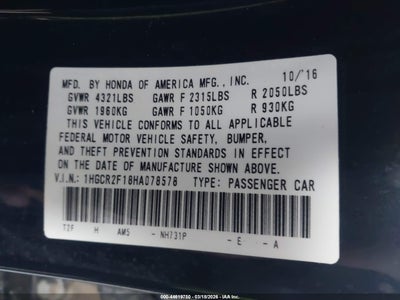 MFD. BY HONDA OF AMERICA MFG., INC. 10/16
GVWR 4321LBS GAWR F 2315LBS R 2050LBS
GVWR 1960KG GAWR F 1050KG R 930KG
THIS VEHICLE CONFORMS TO ALL APPLICABLE
FEDERAL MOTOR VEHICLE SAFETY, BUMPER,
AND THEFT PREVENTION STANDARDS IN EFFECT
ON THE DATE OF MANUFACTURE SHOWN ABOVE.
V.I.N.: 1HGCR2F18HA078578 TYPE: PASSENGER CAR
T2F H AM5 - NH731P - E - A
000-44619750 - 03/18/2026 - IAA Inc.